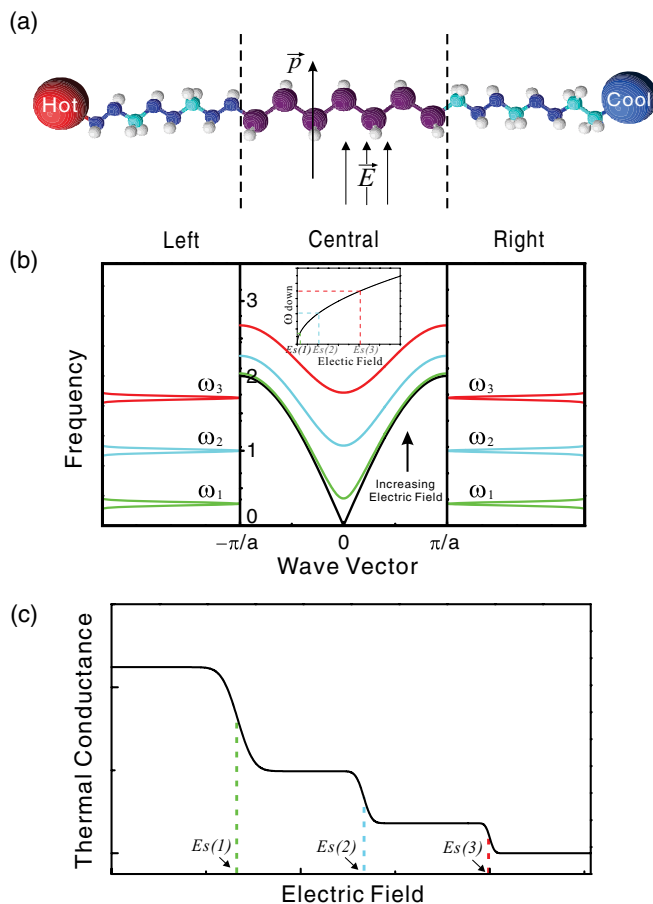 (a)
p
Hot
Cool
E
Left Central Right
(b)
3
2
1
0
Frequency
ω3
ω2
ω1
ω3
ω2
ω1
ω down
Es(1) Es(2) Es(3)
Electric Field
Increasing
Electric Field
−π/a 0 π/a
Wave Vector
(c)
Thermal Conductance
Es(1)
Es(2)
Es(3)
Electric Field